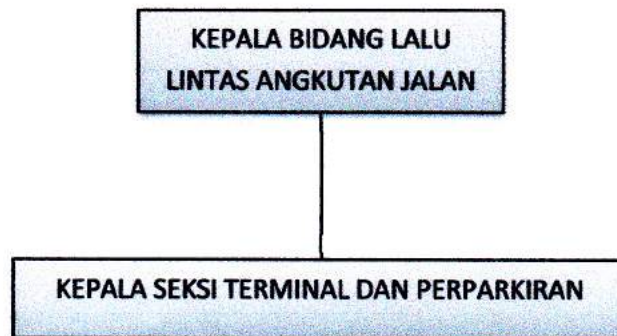 KEPALA BIDANG LALU
LINTAS ANGKUTAN JALAN
KEPALA SEKSI TERMINAL DAN PERPARKIRAN